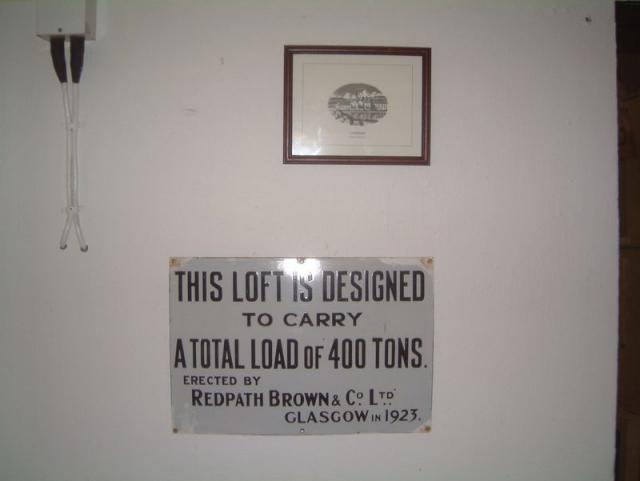 THIS LOFT IS DESIGNED
TO CARRY
A TOTAL LOAD OF 400 TONS.
ERECTED BY
REDPATH BROWN & CO. LTD
GLASGOW IN 1923.